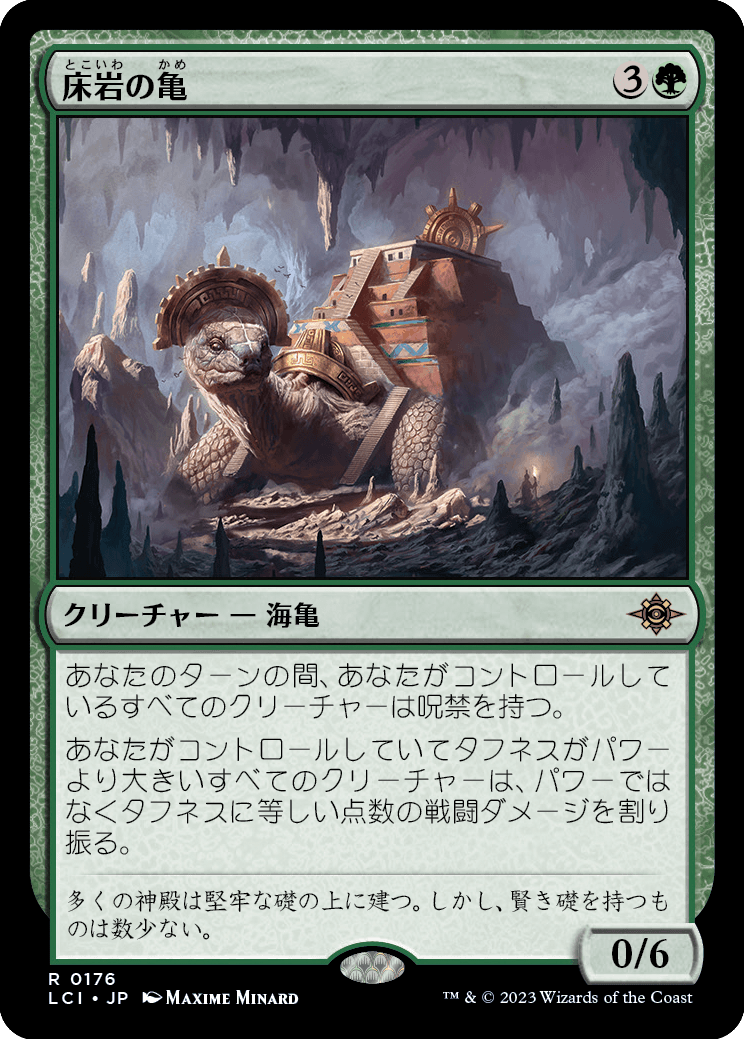 とこいわ かめ
床岩の亀
3
クリーチャー — 海亀
あなたのターンの間、あなたがコントロールして
いるすべてのクリーチャーは呪禁を持つ。
あなたがコントロールしていてタフネスがパワー
より大きいすべてのクリーチャーは、パワーでは
なくタフネスに等しい点数の戦闘ダメージを割り
振る。
多くの神殿は堅牢な礎の上に建つ。しかし、賢き礎を持つも
のは数少ない。
0/6
R 0176
LCI • JP Maxime Minard
™ & © 2023 Wizards of the Coast